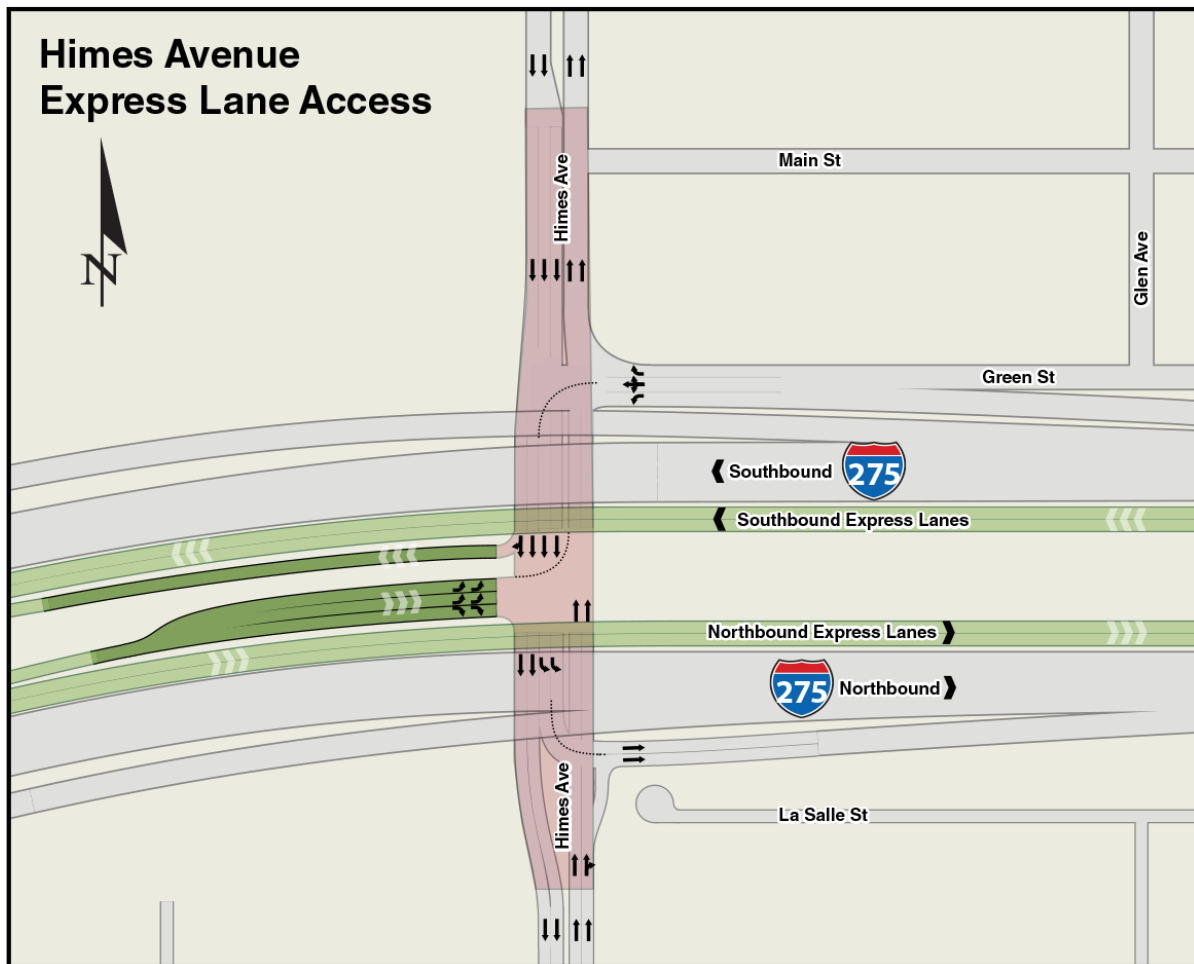 Himes Avenue
Express Lane Access
N
Himes Ave
Main St
Glen Ave
Green St
Southbound
275
Southbound Express Lanes
Northbound Express Lanes
275
Northbound
Himes Ave
La Salle St